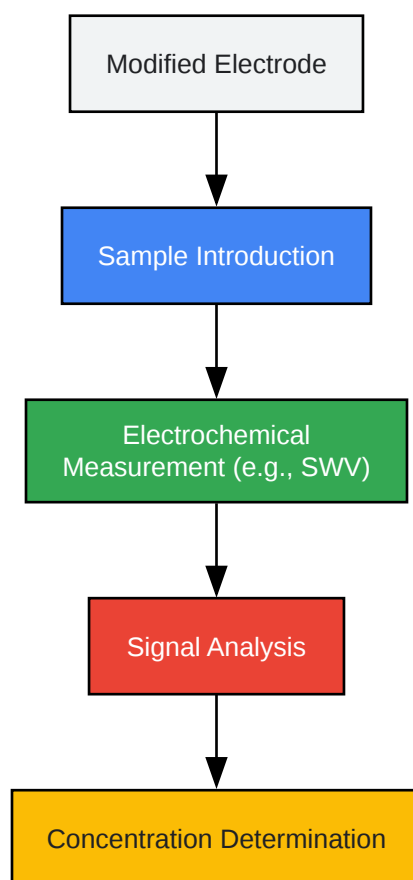 Modified Electrode
Sample Introduction
Electrochemical
Measurement (e.g., SWV)
Signal Analysis
Concentration Determination